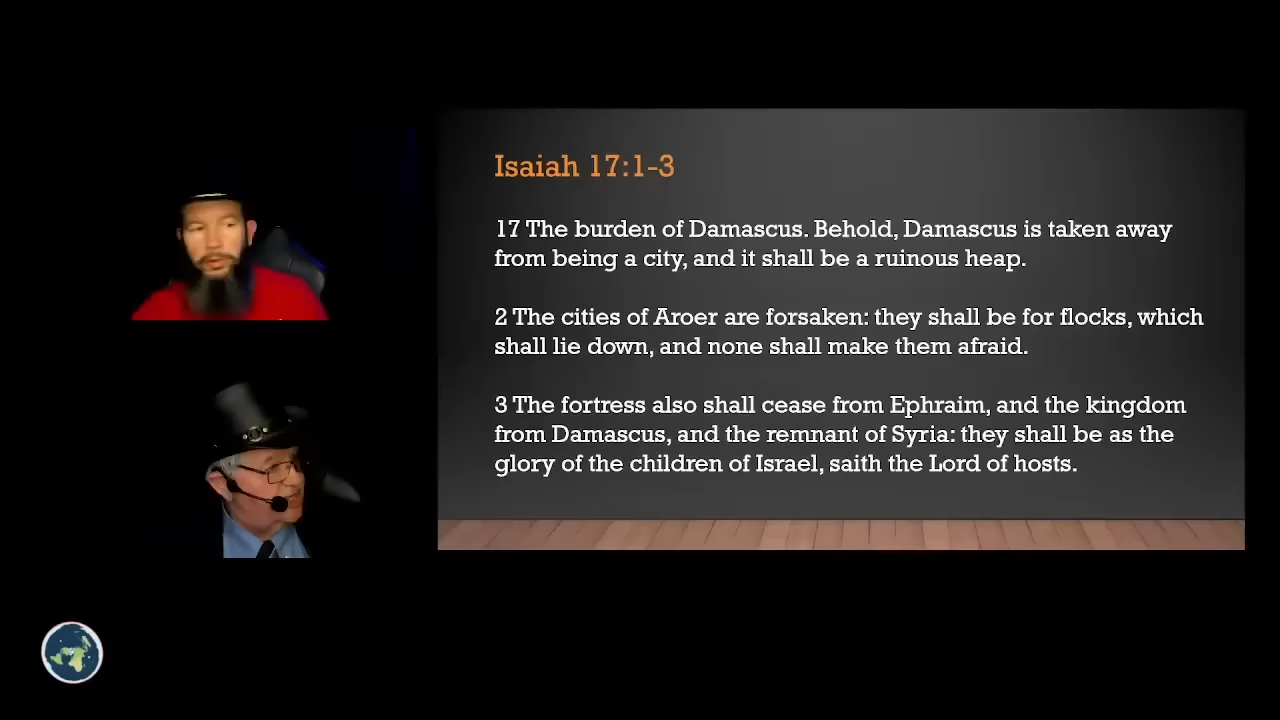 Isaiah 17:1-3
17 The burden of Damascus. Behold, Damascus is taken away
from being a city, and it shall be a ruinous heap.
2 The cities of Aroer are forsaken: they shall be for flocks, which
shall lie down, and none shall make them afraid.
3 The fortress also shall cease from Ephraim, and the kingdom
from Damascus, and the remnant of Syria: they shall be as the
glory of the children of Israel, saith the Lord of hosts.